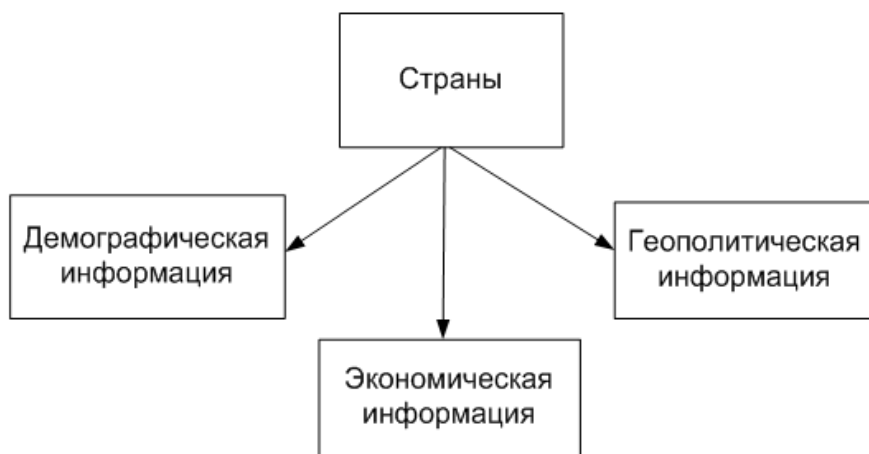 Страны
Демографическая
информация
Геополитическая
информация
Экономическая
информация